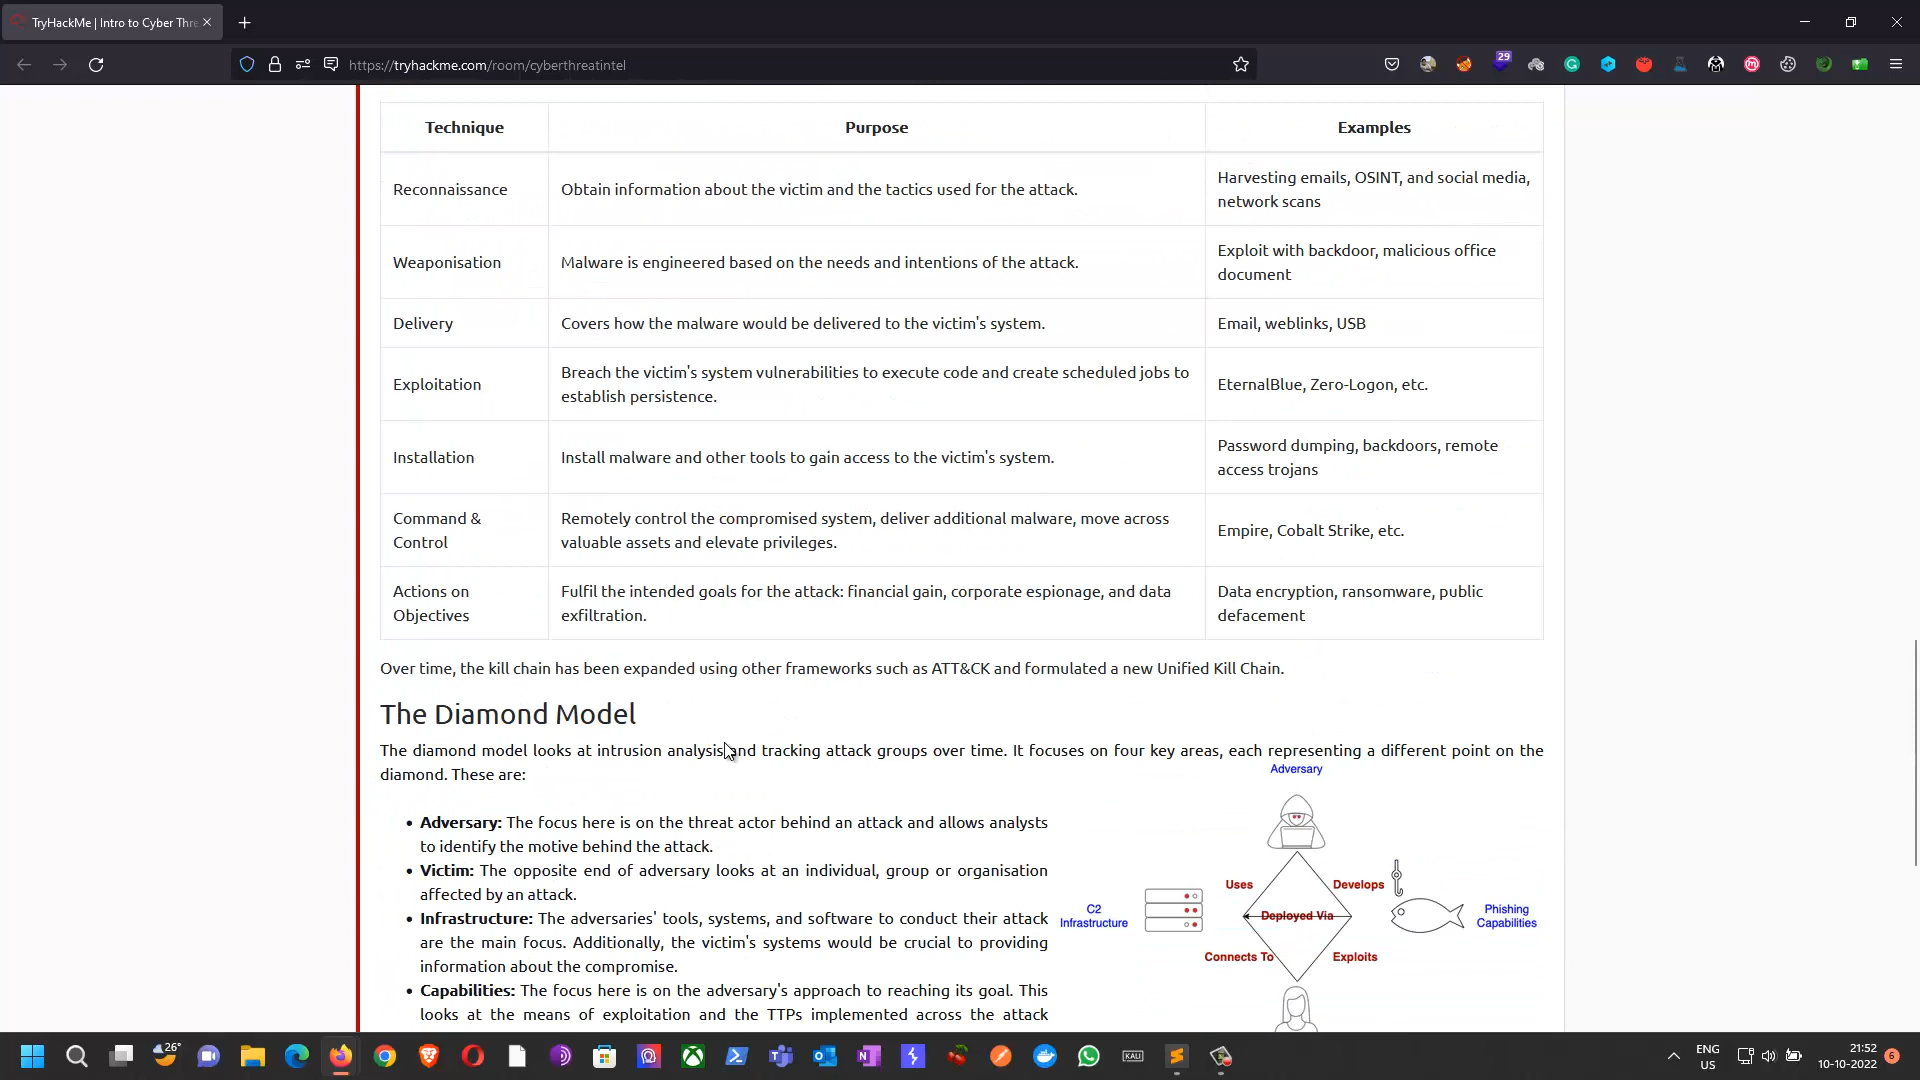 TryHackMe | Intro to Cyber Thre
https://tryhackme.com/room/cyberthreatintel
29
Technique Purpose Examples
Reconnaissance Obtain information about the victim and the tactics used for the attack. Harvesting emails, OSINT, and social media,
network scans
Weaponisation Malware is engineered based on the needs and intentions of the attack. Exploit with backdoor, malicious office
document
Delivery Covers how the malware would be delivered to the victim's system. Email, weblinks, USB
Exploitation Breach the victim's system vulnerabilities to execute code and create scheduled jobs to
establish persistence. EternalBlue, Zero-Logon, etc.
Installation Install malware and other tools to gain access to the victim's system. Password dumping, backdoors, remote
access trojans
Command &
Control
Remotely control the compromised system, deliver additional malware, move across
valuable assets and elevate privileges.
Empire, Cobalt Strike, etc.
Actions on
Objectives
Fulfil the intended goals for the attack: financial gain, corporate espionage, and data
exfiltration.
Data encryption, ransomware, public
defacement
Over time, the kill chain has been expanded using other frameworks such as ATT&CK and formulated a new Unified Kill Chain.
The Diamond Model
The diamond model looks at intrusion analysis and tracking attack groups over time. It focuses on four key areas, each representing a different point on the
diamond. These are:
• Adversary: The focus here is on the threat actor behind an attack and allows analysts
to identify the motive behind the attack.
• Victim: The opposite end of adversary looks at an individual, group or organisation
affected by an attack.
• Infrastructure: The adversaries' tools, systems, and software to conduct their attack
are the main focus. Additionally, the victim's systems would be crucial to providing
information about the compromise.
• Capabilities: The focus here is on the adversary's approach to reaching its goal. This
looks at the means of exploitation and the TTPs implemented across the attack
Adversary
Uses
Develops
C2
Infrastructure
Deployed Via
Phishing
Capabilities
Connects To
Exploits
26°
KALI
ENG
US
21:52
10-10-2022
6